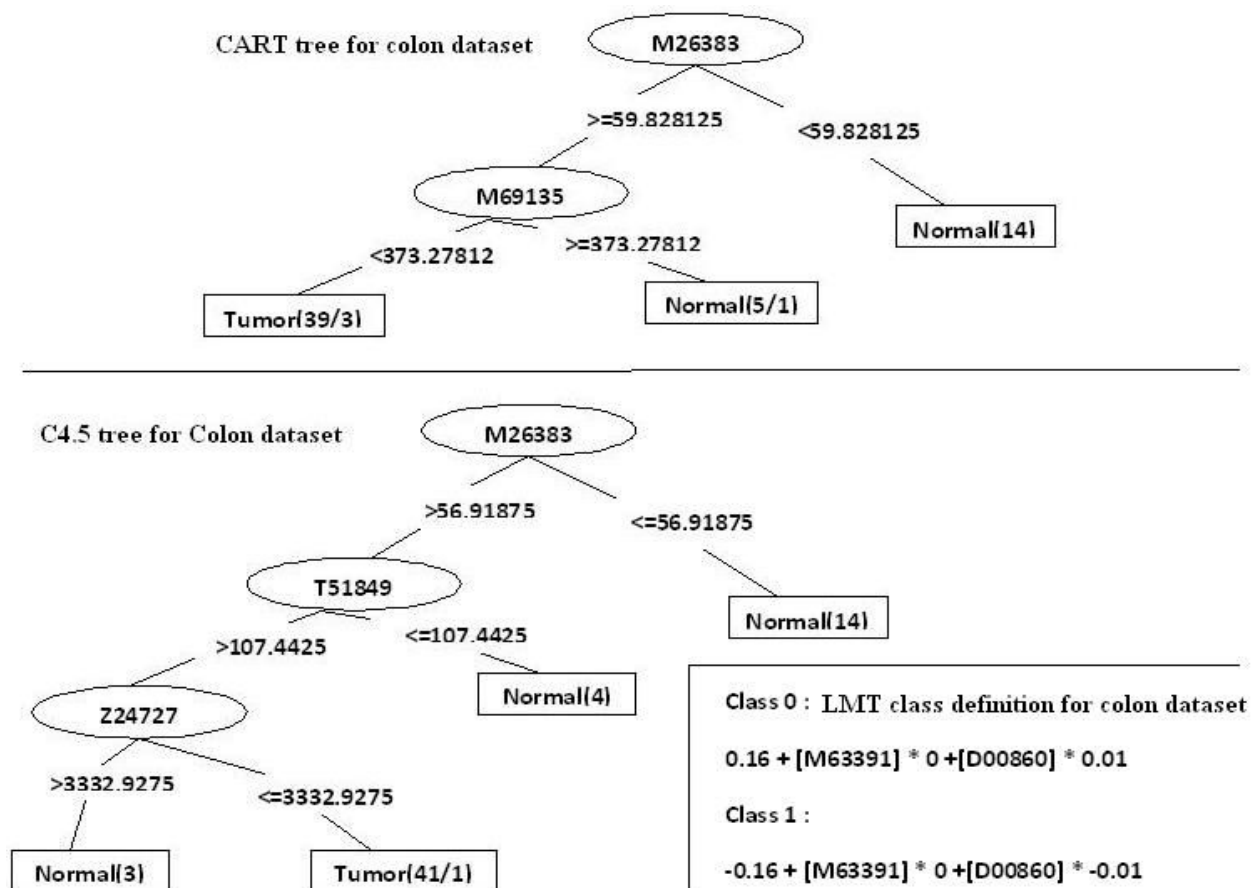 CART tree for colon dataset
M26383
>=59.828125
<59.828125
M69135
Normal(14)
<373.27812
>=373.27812
Tumor(39/3)
Normal(5/1)
C4.5 tree for Colon dataset
M26383
>56.91875
<=56.91875
T51849
Normal(14)
>107.4425
<=107.4425
Normal(4)
Z24727
>3332.9275
<=3332.9275
Normal(3)
Tumor(41/1)
Class 0 : LMT class definition for colon dataset
0.16 + [M63391] * 0 +[D00860] * 0.01
Class 1 :
-0.16 + [M63391] * 0 +[D00860] * -0.01